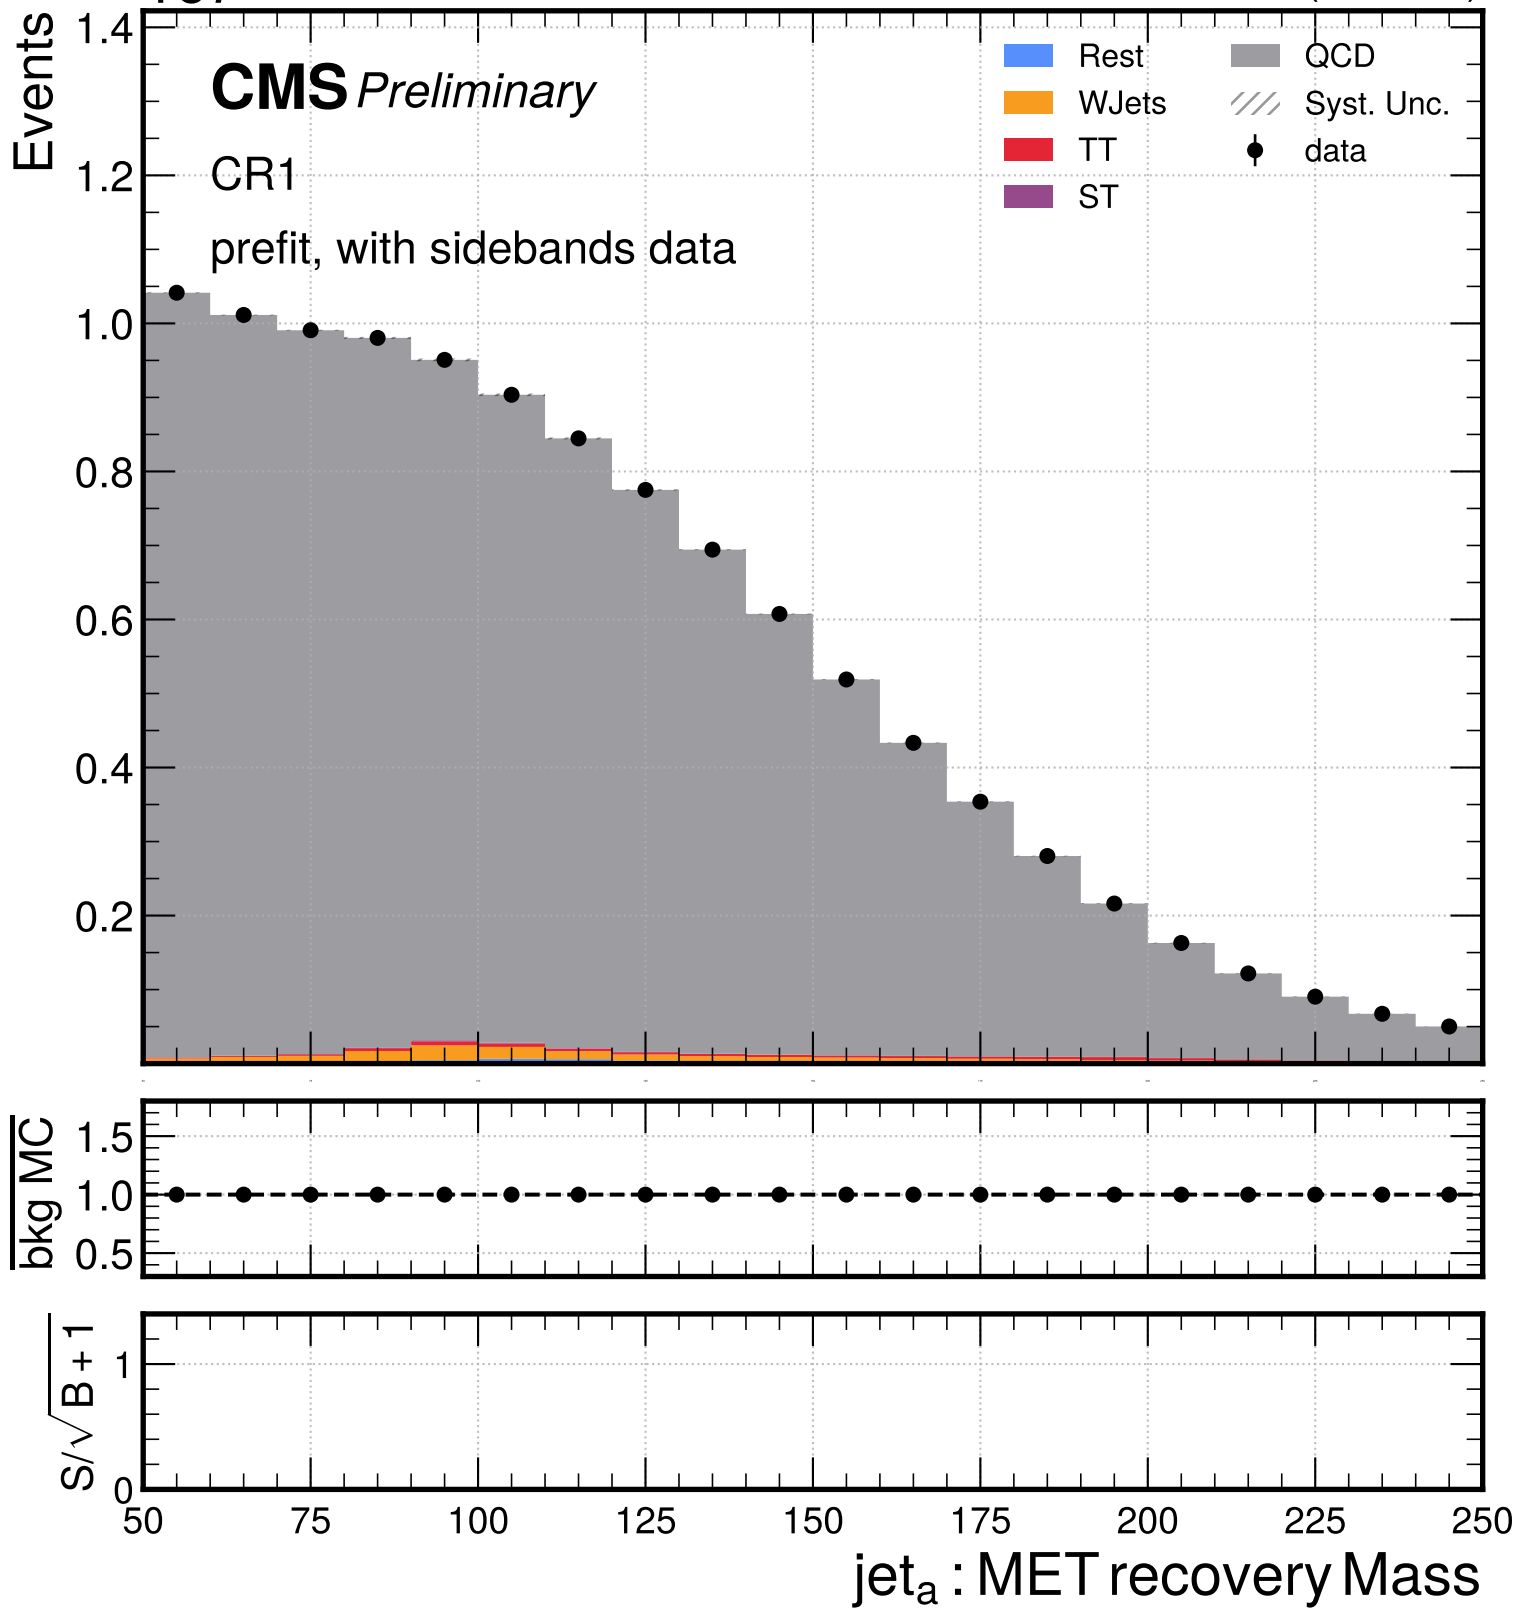 Events
1.4
1.2
1.0
0.8
0.6
0.4
0.2
CMS Preliminary
CR1
prefit, with sidebands data
Rest
WJets
TT
ST
QCD
Syst. Unc.
data
bkg MC
1.5
1.0
0.5
S/√B + 1
1
0
50 75 100 125 150 175 200 225 250
jetₐ : MET recovery Mass